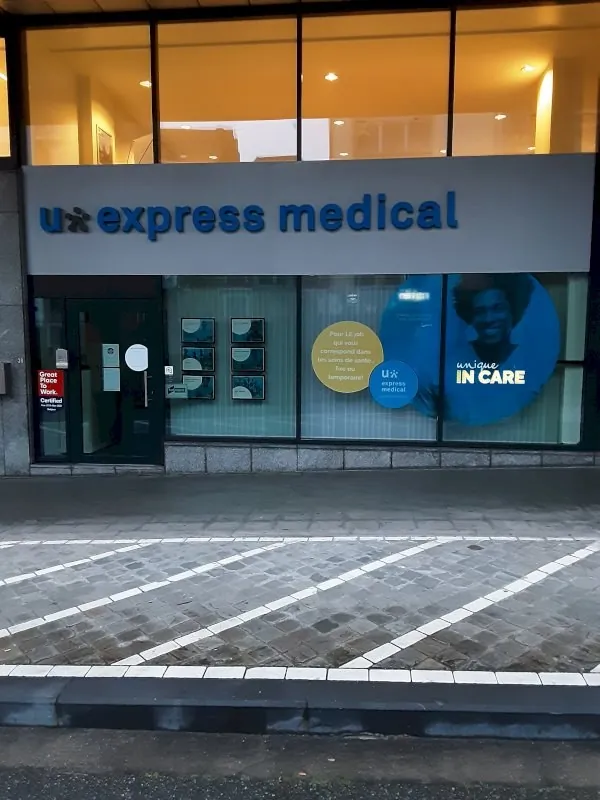 u express medical
Pour LE job
qui vous
correspond dans
les soins de santé,
fixe ou
temporaire!
u
express
medical
unique
IN CARE
Great
Place
To
Work.
Certified